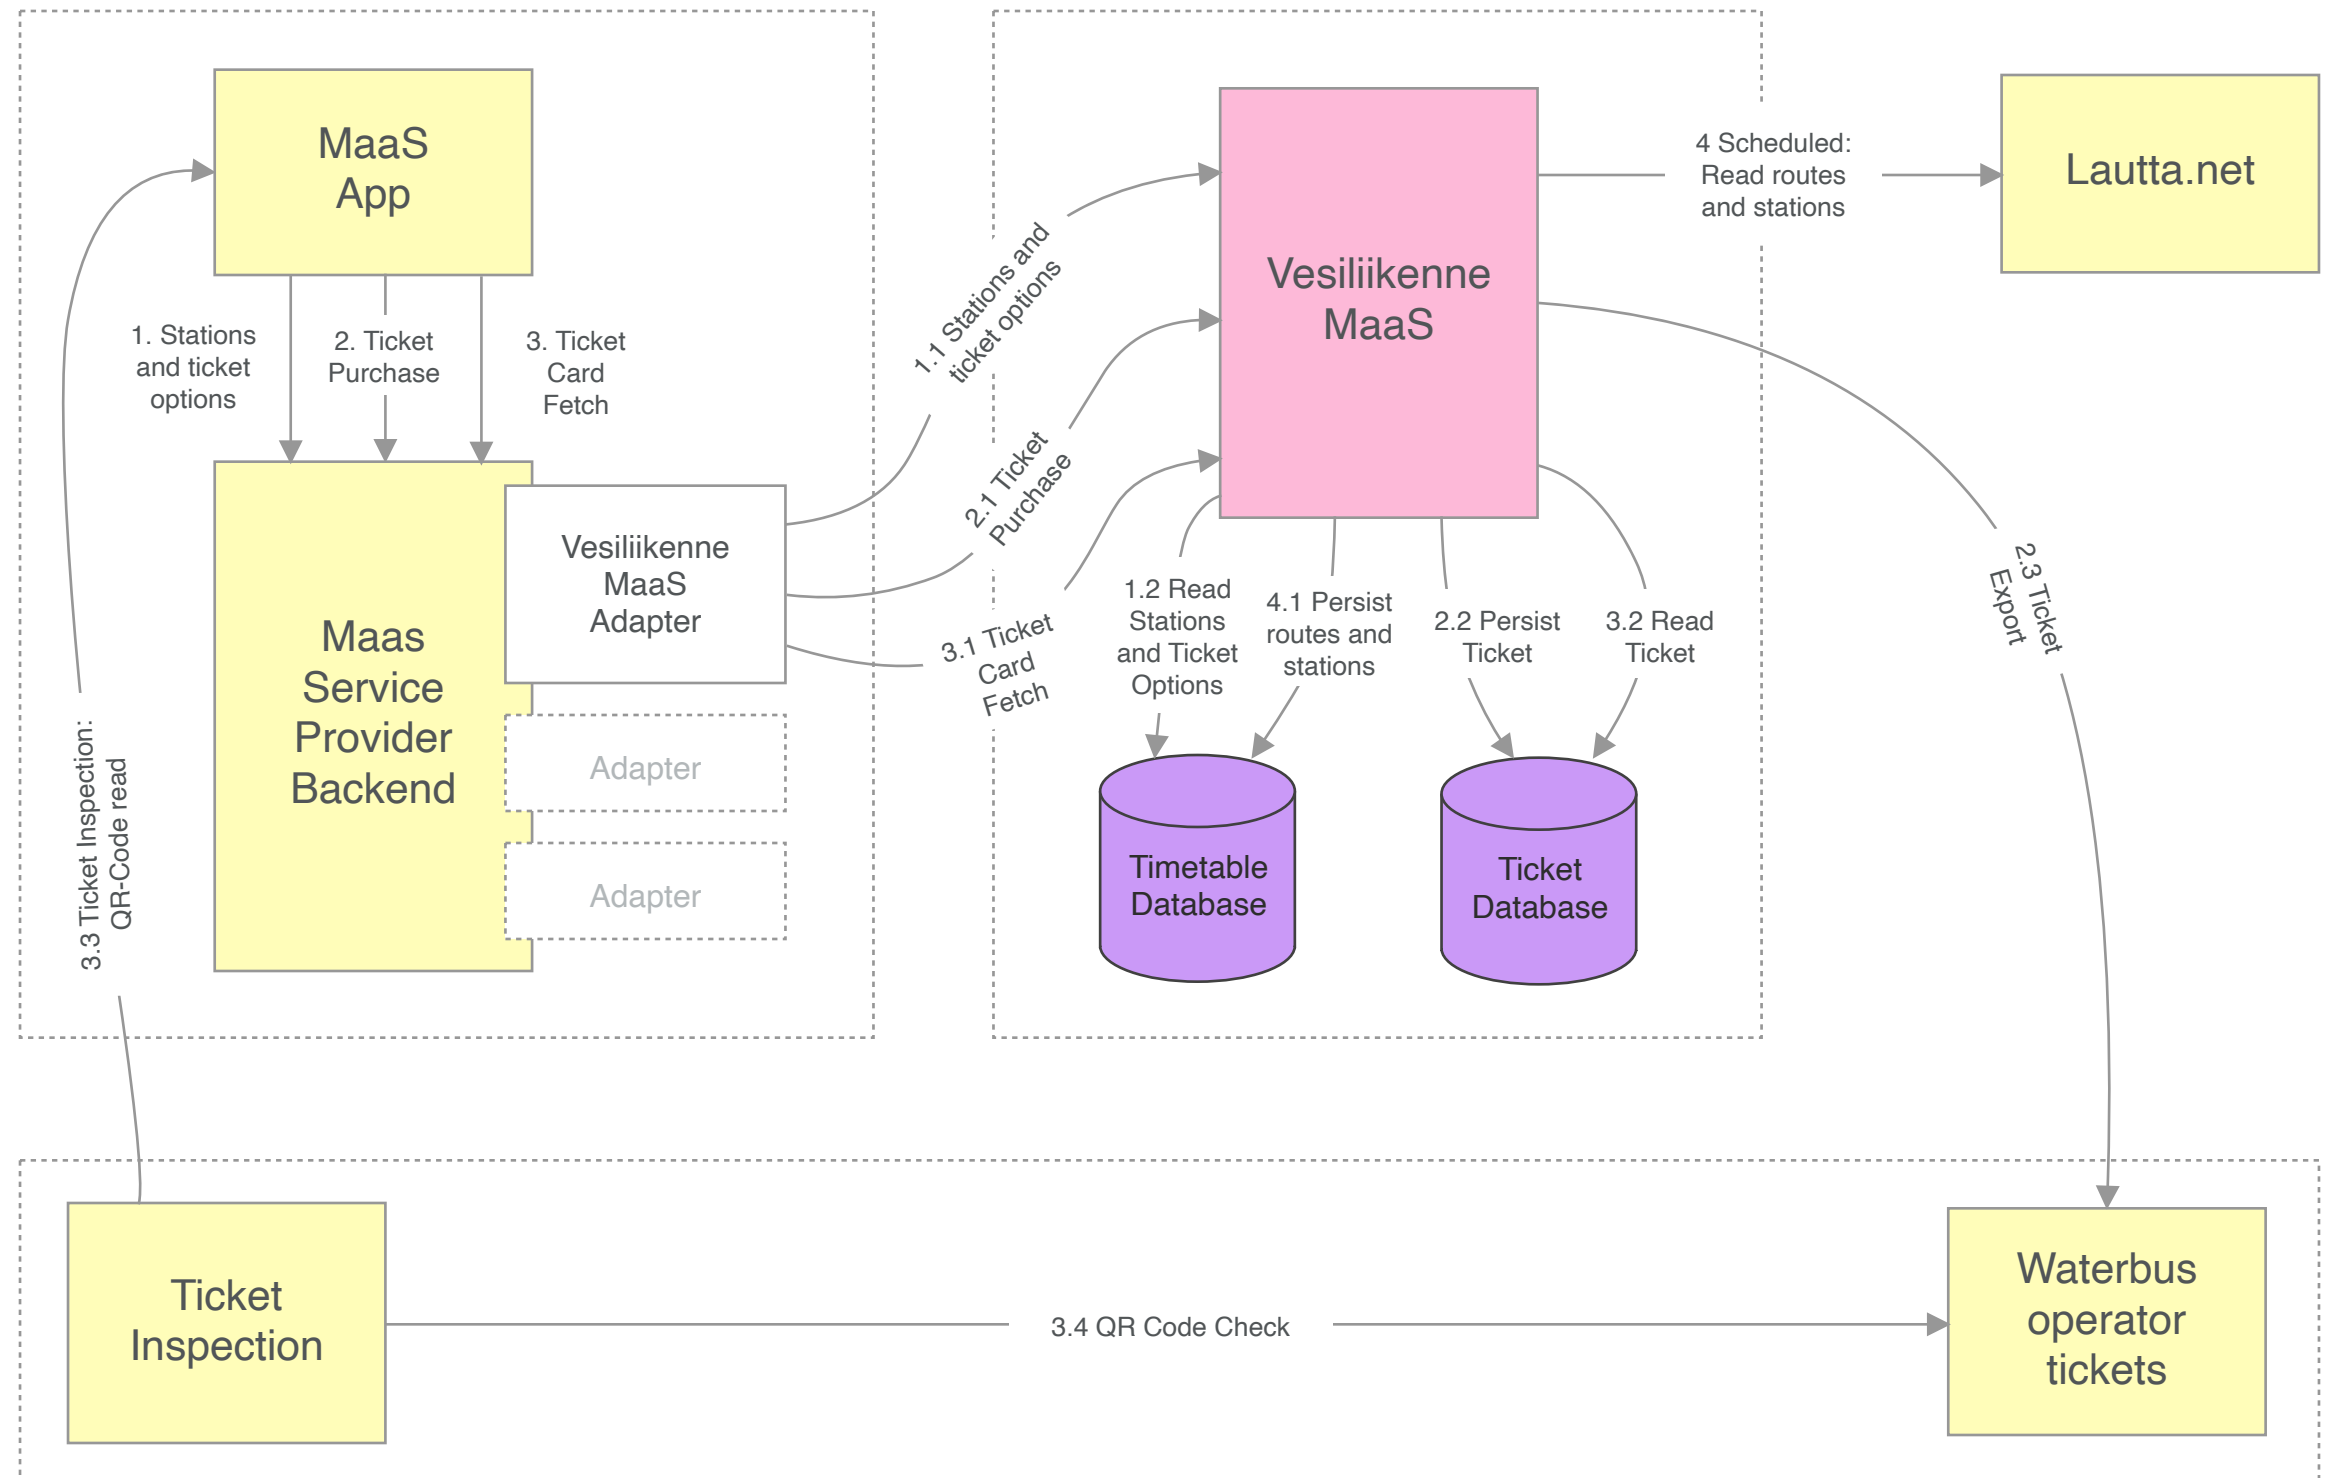 MaaS
App
1. Stations
and ticket
options
2. Ticket
Purchase
3. Ticket
Card
Fetch
Maas
Service
Provider
Backend
Vesiliikenne
MaaS
Adapter
Adapter
Adapter
3.3 Ticket Inspection:
QR-Code read
1.1 Stations and
ticket options
2.1 Ticket
Purchase
3.1 Ticket
Card
Fetch
Vesiliikenne
MaaS
1.2 Read
Stations
and Ticket
Options
4.1 Persist
routes and
stations
2.2 Persist
Ticket
3.2 Read
Ticket
Timetable
Database
Ticket
Database
4 Scheduled:
Read routes
and stations
Lautta.net
2.3 Ticket
Export
Ticket
Inspection
3.4 QR Code Check
Waterbus
operator
tickets